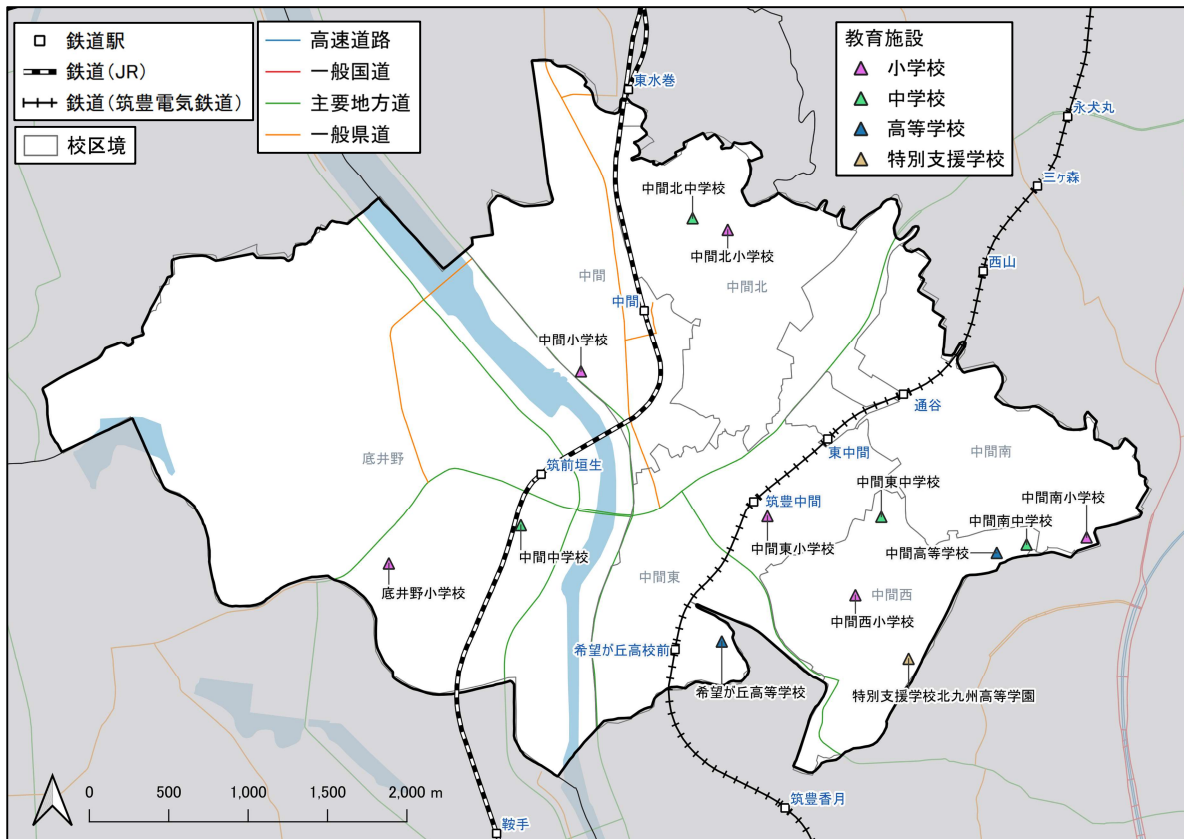 鉄道駅
鉄道(JR)
鉄道(筑豊電気鉄道)
校区境
高速道路
一般国道
主要地方道
一般県道
教育施設
小学校
中学校
高等学校
特別支援学校
東水巻
永犬丸
三ヶ森
中間北中学校
中間北小学校
西山
中間
中間北
中間
中間小学校
通谷
東中間
中間南
底井野
筑前垣生
中間東中学校
中間南小学校
筑豊中間
中間南中学校
中間東小学校
中間高等学校
中間中学校
底井野小学校
中間東
中間西
中間西小学校
希望が丘高校前
希望が丘高等学校
特別支援学校北九州高等学園
筑豊香月
鞍手
0 500 1,000 1,500 2,000 m